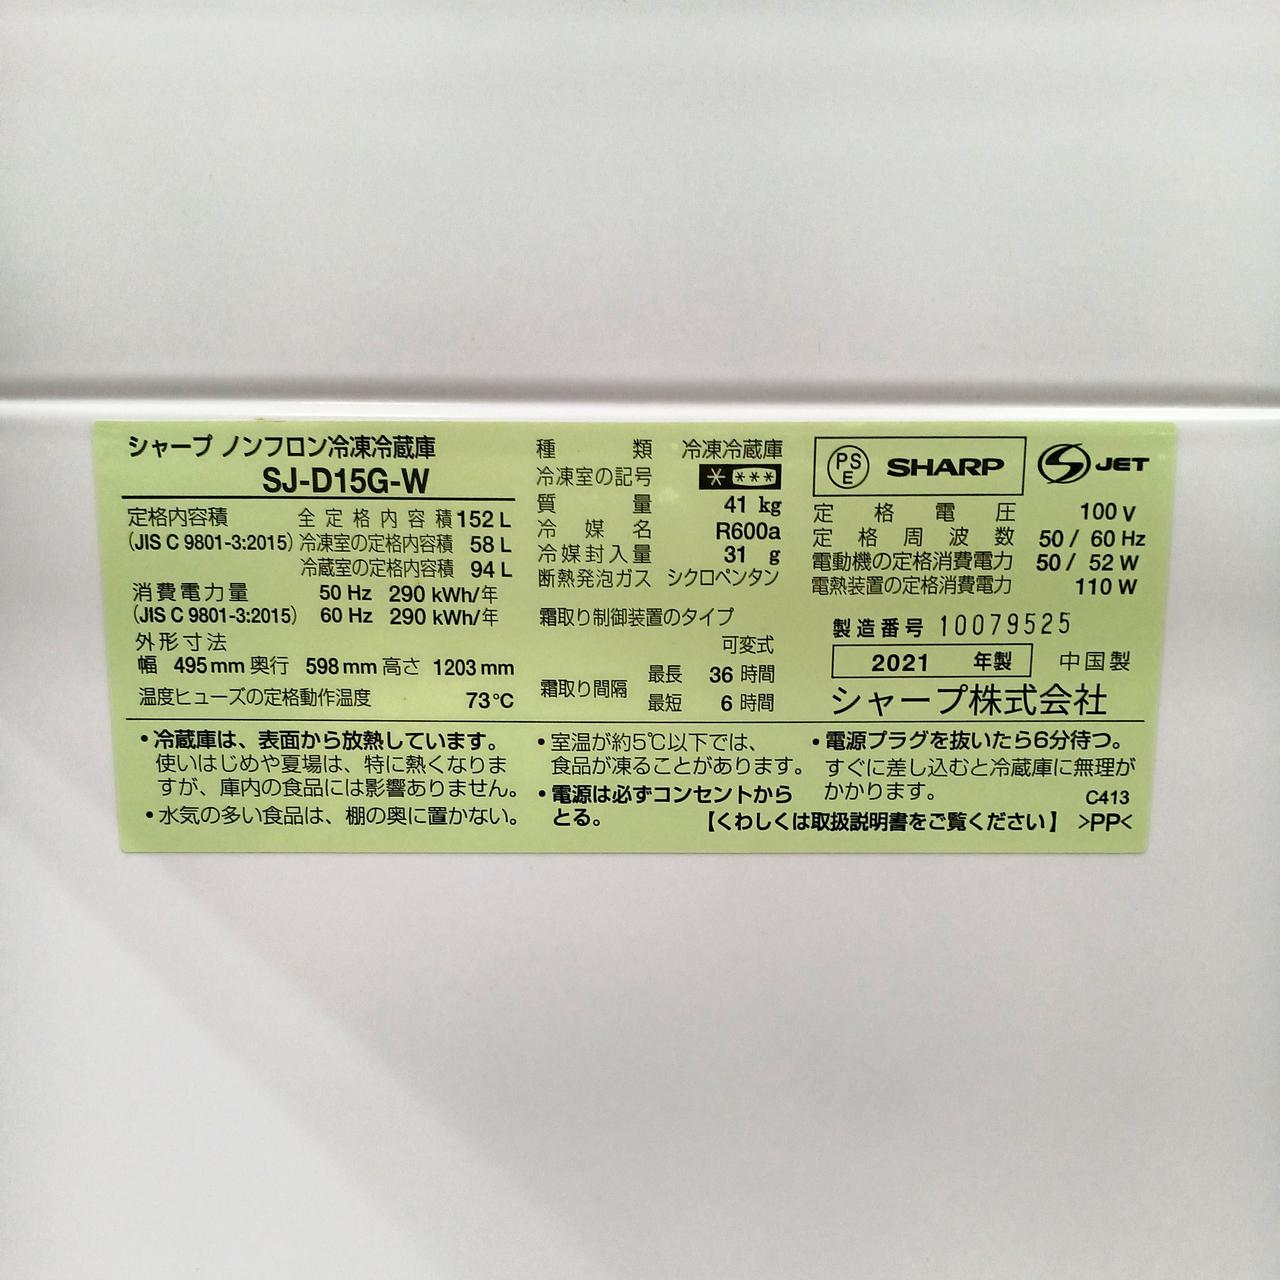 シャープ ノンフロン冷凍冷蔵庫
SJ-D15G-W
定格内容積 全定格内容積 152 L
(JIS C 9801-3:2015) 冷凍室の定格内容積 58 L
冷蔵室の定格内容積 94 L
消費電力量 50 Hz 290 kWh/年
(JIS C 9801-3:2015) 60 Hz 290 kWh/年
外形寸法
幅 495 mm 奥行 598 mm 高さ 1203 mm
温度ヒューズの定格動作温度 73℃
種類 冷凍冷蔵庫
冷凍室の記号 * ***
質量 41 kg
冷媒名 R600a
冷媒封入量 31 g
断熱発泡ガス シクロペンタン
霜取り制御装置のタイプ
可変式
霜取り間隔 最長 36 時間
最短 6 時間
PSE SHARP S JET
定格電圧 100 V
定格周波数 50 / 60 Hz
電動機の定格消費電力 50 / 52 W
電熱装置の定格消費電力 110 W
製造番号 10079525
2021 年製 中国製
シャープ株式会社
・冷蔵庫は、表面から放熱しています。
使いはじめや夏場は、特に熱くなりま
すが、庫内の食品には影響ありません。
・水気の多い食品は、棚の奥に置かない。
・室温が約5℃以下では、
食品が凍ることがあります。
・電源は必ずコンセントから
とる。
・電源プラグを抜いたら6分待つ。
すぐに差し込むと冷蔵庫に無理が
かかります。
C413
【くわしくは取扱説明書をご覧ください】 >PP<